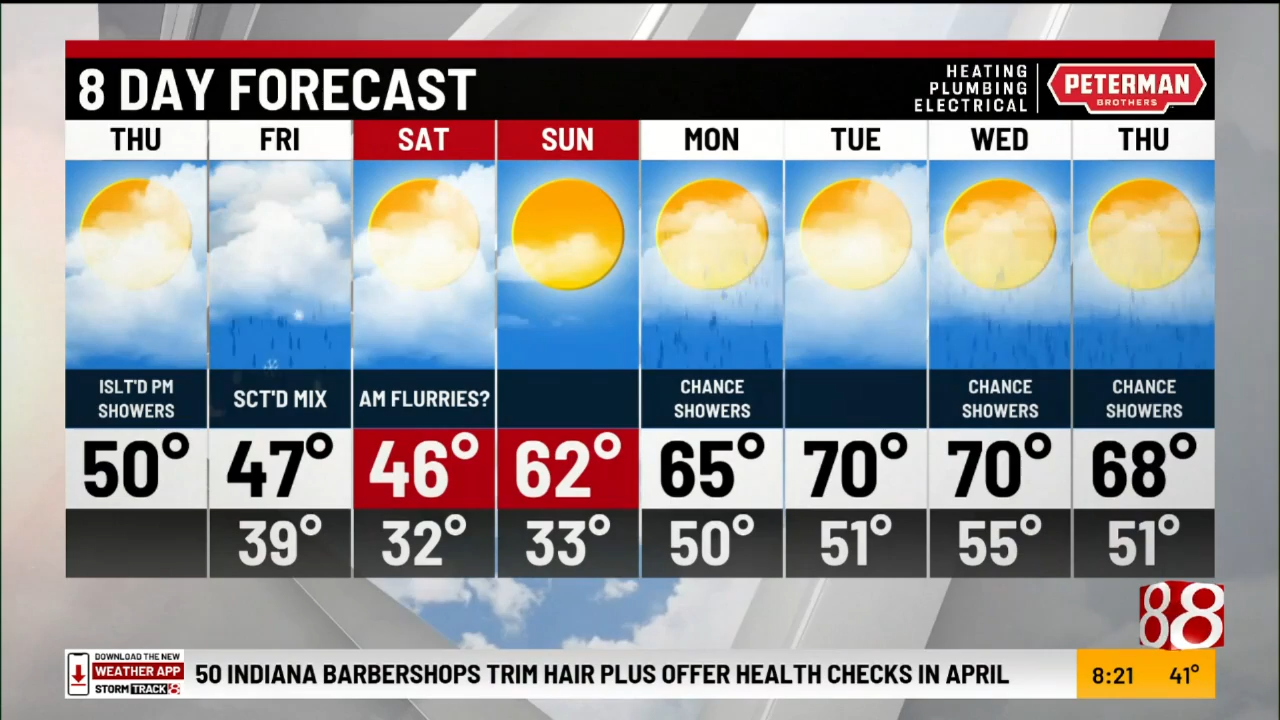 8 DAY FORECAST
HEATING
PLUMBING
ELECTRICAL
PETERMAN
BROTHERS
THU FRI SAT SUN MON TUE WED THU
ISLT'D PM
SHOWERS
SCT'D MIX
AM FLURRIES?
CHANCE
SHOWERS
CHANCE
SHOWERS
CHANCE
SHOWERS
50° 47° 46° 62° 65° 70° 70° 68°
39° 32° 33° 50° 51° 55° 51°
88
DOWNLOAD THE NEW
WEATHER APP
STORM TRACK 8
50 INDIANA BARBERSHOPS TRIM HAIR PLUS OFFER HEALTH CHECKS IN APRIL
8:21 41°